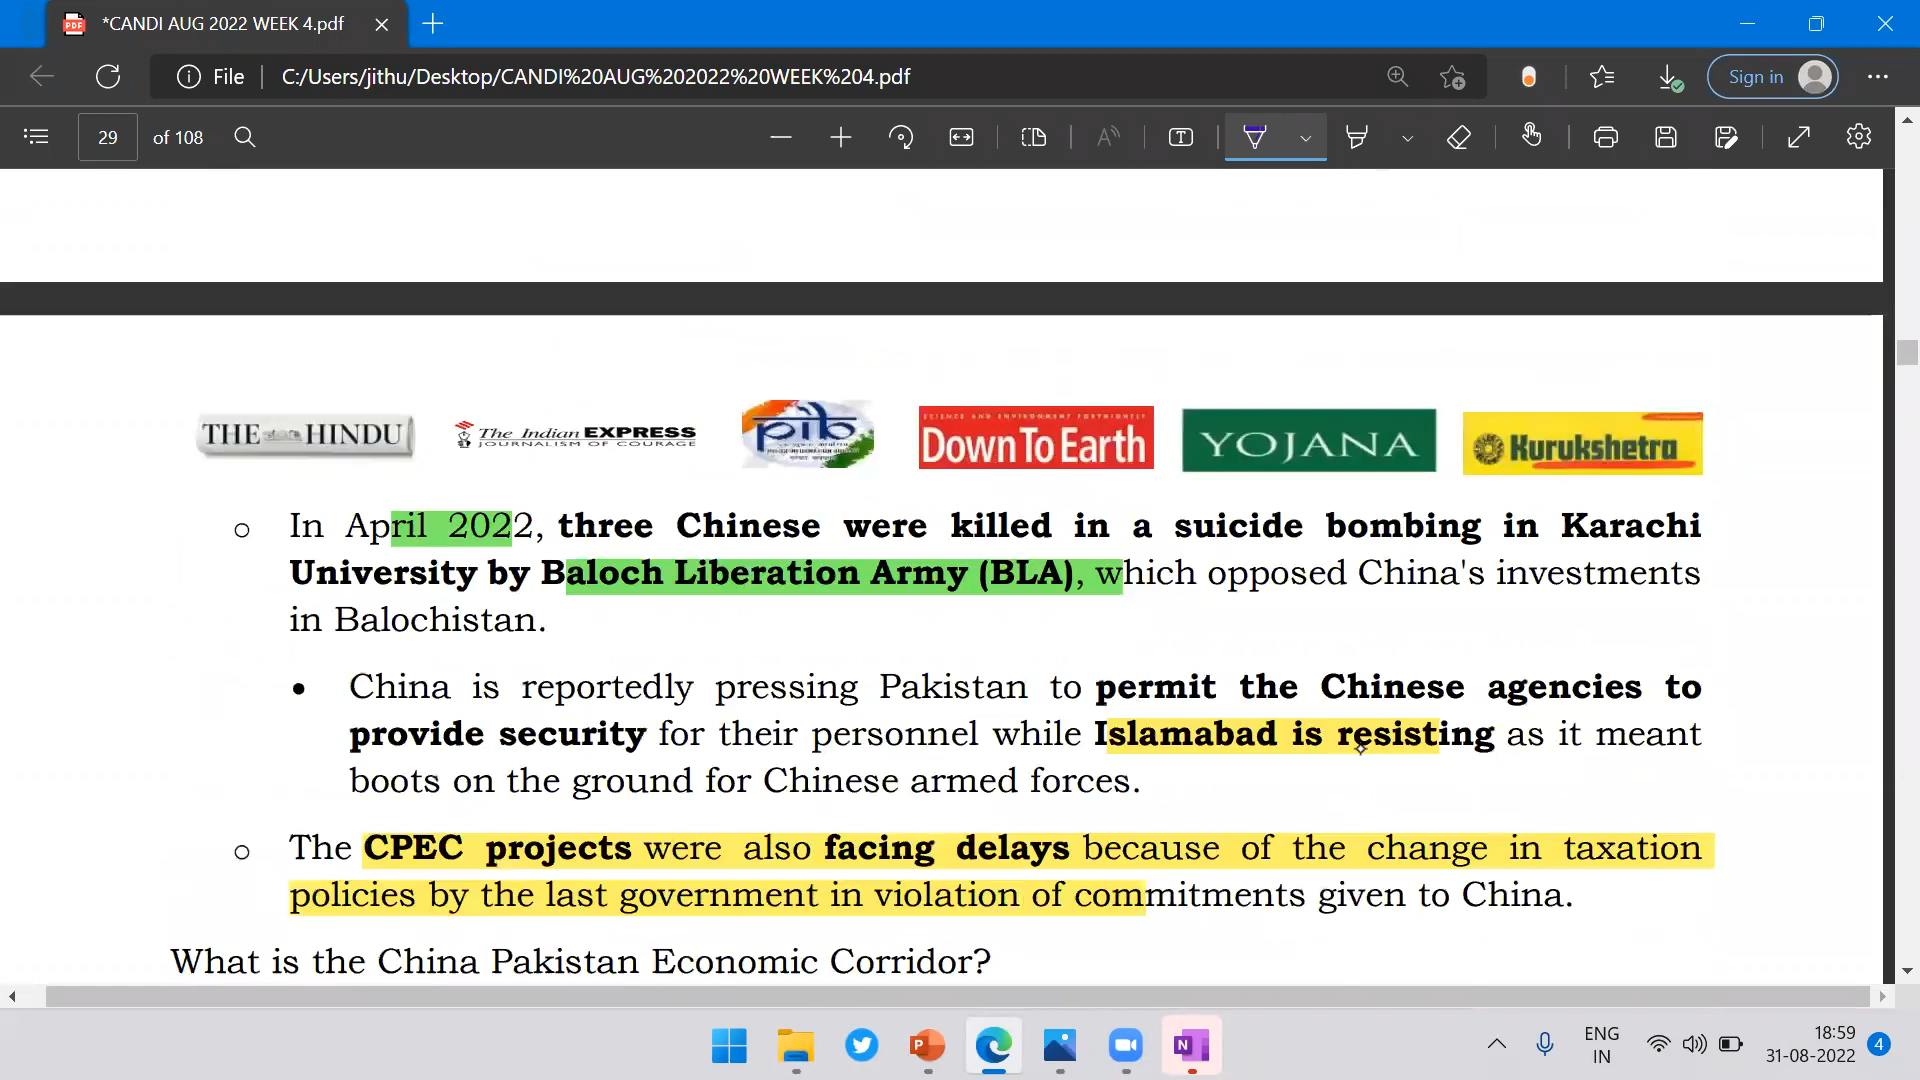 *CANDI AUG 2022 WEEK 4.pdf
File C:/Users/jithu/Desktop/CANDI%20AUG%202022%20WEEK%204.pdf
Sign in
29 of 108
THE HINDU The Indian EXPRESS pib SCIENCE AND ENVIRONMENT FORTNIGHTLY YOJANA Kurukshetra
JOURNALISM OF COURAGE Down To Earth
o In April 2022, three Chinese were killed in a suicide bombing in Karachi
University by Baloch Liberation Army (BLA), which opposed China's investments
in Balochistan.
• China is reportedly pressing Pakistan to permit the Chinese agencies to
provide security for their personnel while Islamabad is resisting as it meant
boots on the ground for Chinese armed forces.
o The CPEC projects were also facing delays because of the change in taxation
policies by the last government in violation of commitments given to China.
What is the China Pakistan Economic Corridor?
ENG 18:59
IN 31-08-2022 4